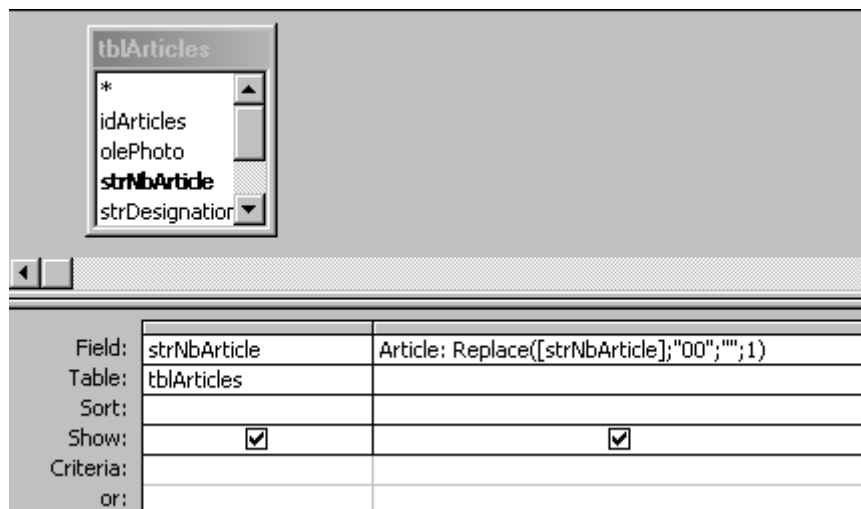 tblArticles
*
idArticles
olePhoto
strNbArticle
strDesignation
Field: strNbArticle Article: Replace([strNbArticle];"00";"";1)
Table: tblArticles
Sort:
Show:
Criteria:
or: